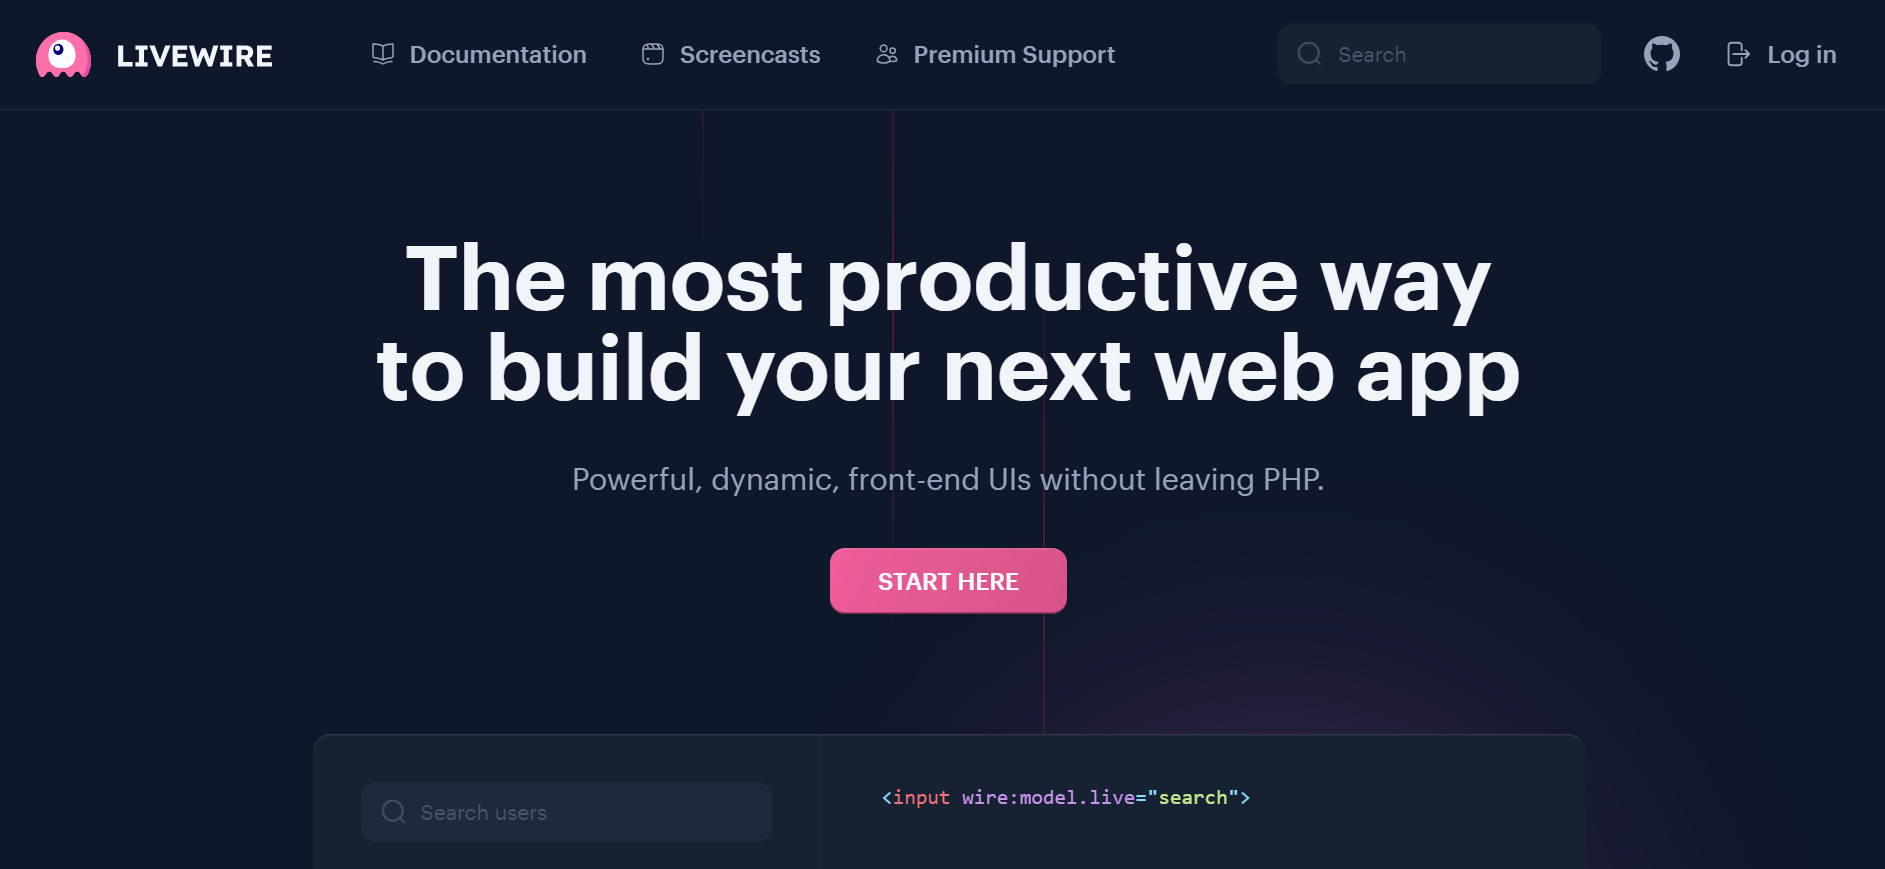 LIVEWIRE
Documentation
Screencasts
Premium Support
Search
Log in
The most productive way
to build your next web app
Powerful, dynamic, front-end UIs without leaving PHP.
START HERE
Search users
<input wire:model.live="search">